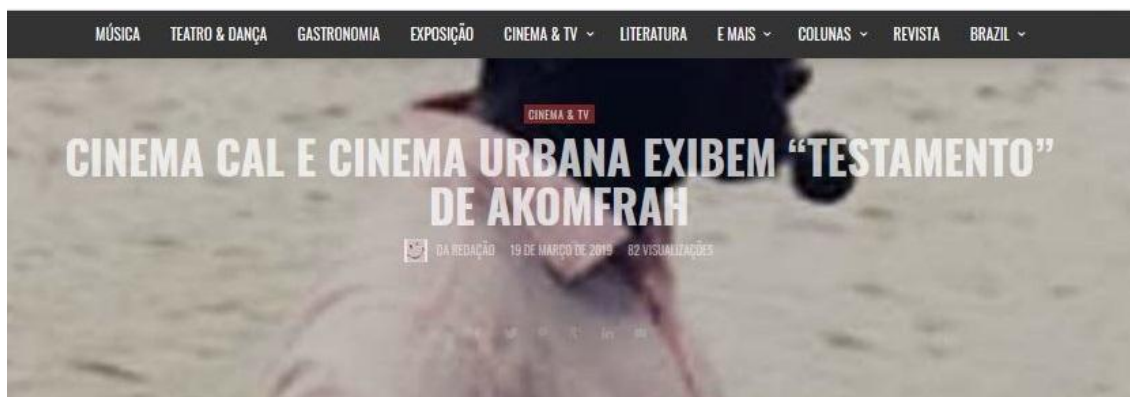 MÚSICA TEATRO & DANÇA GASTRONOMIA EXPOSIÇÃO CINEMA & TV LITERATURA E MAIS COLUNAS REVISTA BRAZIL
CINEMA & TV
CINEMA CAL E CINEMA URBANA EXIBEM “TESTAMENTO”
DE AKOMFRAH
DA REDAÇÃO 19 DE MARÇO DE 2019 82 VISUALIZAÇÕES